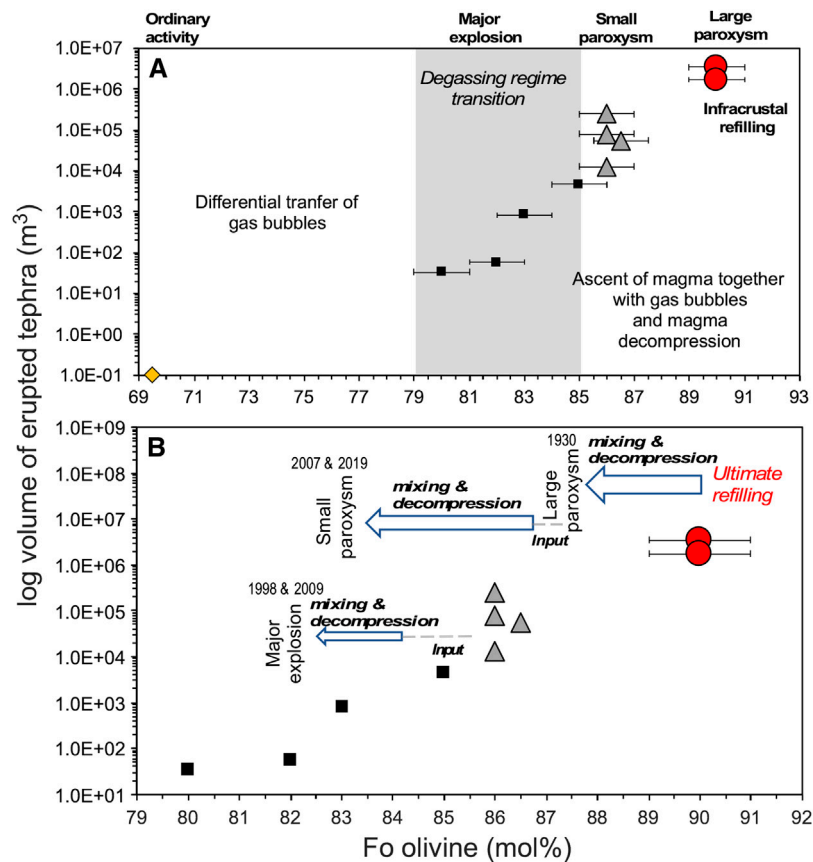 Ordinary
activity
Major
explosion
Small
paroxysm
Large
paroxysm
1.0E+07
1.0E+06
1.0E+05
1.0E+04
1.0E+03
1.0E+02
1.0E+01
1.0E+00
1.0E-01
A
Degassing regime
transition
Infracrustal
refilling
Differential tranfer of
gas bubbles
Ascent of magma together
with gas bubbles
and magma
decompression
69
71
73
75
77
79
81
83
85
87
89
91
93
log volume of erupted tephra (m³)
1.0E+09
1.0E+08
1.0E+07
1.0E+06
1.0E+05
1.0E+04
1.0E+03
1.0E+02
1.0E+01
B
1930
mixing &
decompression
Ultimate
refilling
Large
paroxysm
2007 & 2019
mixing &
decompression
Small
paroxysm
Input
1998 & 2009
mixing &
decompression
Major
explosion
Input
79
80
82
83
85
86
88
89
91
92
Fo olivine (mol%)